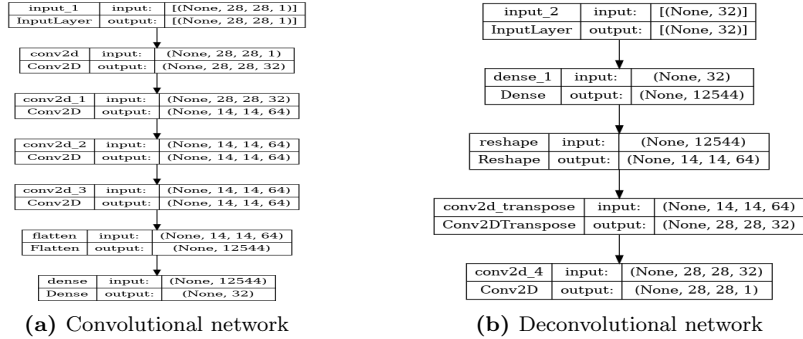 input_1 input: [(None, 28, 28, 1)]
InputLayer output: [(None, 28, 28, 1)]
conv2d input: (None, 28, 28, 1)
Conv2D output: (None, 28, 28, 32)
conv2d_1 input: (None, 28, 28, 32)
Conv2D output: (None, 14, 14, 64)
conv2d_2 input: (None, 14, 14, 64)
Conv2D output: (None, 14, 14, 64)
conv2d_3 input: (None, 14, 14, 64)
Conv2D output: (None, 14, 14, 64)
flatten input: (None, 14, 14, 64)
Flatten output: (None, 12544)
dense input: (None, 12544)
Dense output: (None, 32)
(a) Convolutional network
input_2 input: [(None, 32)]
InputLayer output: [(None, 32)]
dense_1 input: (None, 32)
Dense output: (None, 12544)
reshape input: (None, 12544)
Reshape output: (None, 14, 14, 64)
conv2d_transpose input: (None, 14, 14, 64)
Conv2DTranspose output: (None, 28, 28, 32)
conv2d_4 input: (None, 28, 28, 32)
Conv2D output: (None, 28, 28, 1)
(b) Deconvolutional network